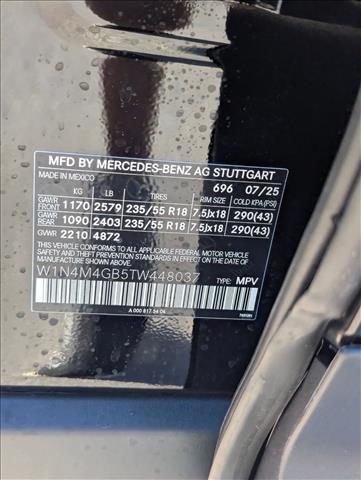 MFD BY MERCEDES-BENZ AG STUTTGART
MADE IN MEXICO 696 07/25
KG LB TIRES RIM SIZE COLD KPA(PSI)
GAWR FRONT 1170 2579 235/55 R18 7.5Jx18 290(43)
GAWR REAR 1090 2403 235/55 R18 7.5Jx18 290(43)
GVWR 2210 4872
THIS VEHICLE CONFORMS TO ALL APPLICABLE FEDERAL MOTOR VEHICLE
SAFETY AND THEFT PREVENTION STANDARDS IN EFFECT ON THE DATE OF
MANUFACTURE SHOWN ABOVE.
W1N4M4GB5TW448037 TYPE: MPV
A 000 817 54 04